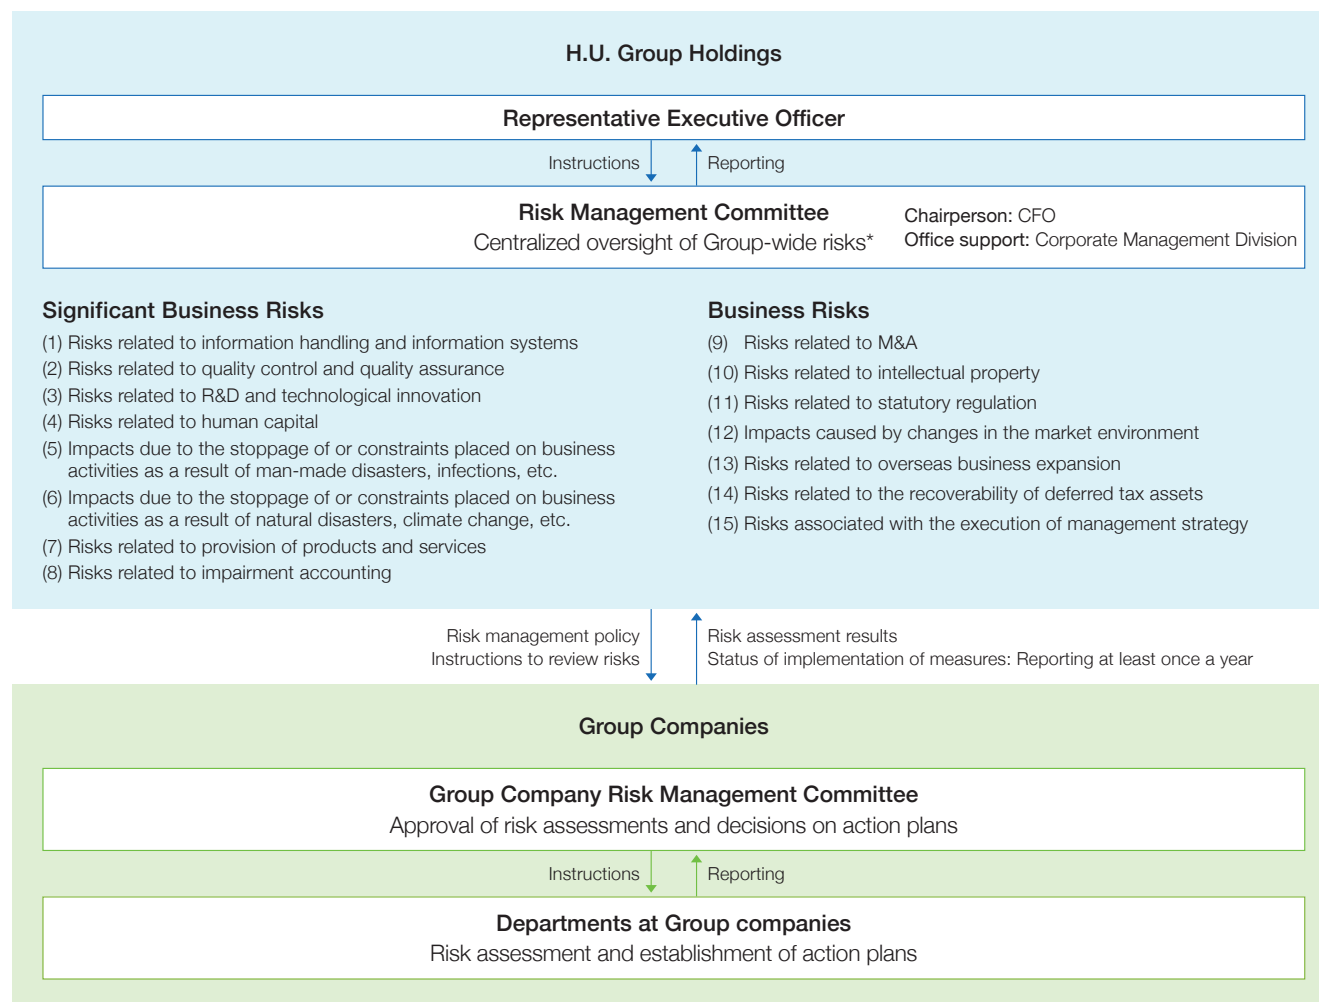 H.U. Group Holdings
Representative Executive Officer
Instructions
Reporting
Risk Management Committee
Centralized oversight of Group-wide risks*
Chairperson: CFO
Office support: Corporate Management Division
Significant Business Risks
(1) Risks related to information handling and information systems
(2) Risks related to quality control and quality assurance
(3) Risks related to R&D and technological innovation
(4) Risks related to human capital
(5) Impacts due to the stoppage of or constraints placed on business
activities as a result of man-made disasters, infections, etc.
(6) Impacts due to the stoppage of or constraints placed on business
activities as a result of natural disasters, climate change, etc.
(7) Risks related to provision of products and services
(8) Risks related to impairment accounting
Business Risks
(9) Risks related to M&A
(10) Risks related to intellectual property
(11) Risks related to statutory regulation
(12) Impacts caused by changes in the market environment
(13) Risks related to overseas business expansion
(14) Risks related to the recoverability of deferred tax assets
(15) Risks associated with the execution of management strategy
Risk management policy
Instructions to review risks
Risk assessment results
Status of implementation of measures: Reporting at least once a year
Group Companies
Group Company Risk Management Committee
Approval of risk assessments and decisions on action plans
Instructions
Reporting
Departments at Group companies
Risk assessment and establishment of action plans